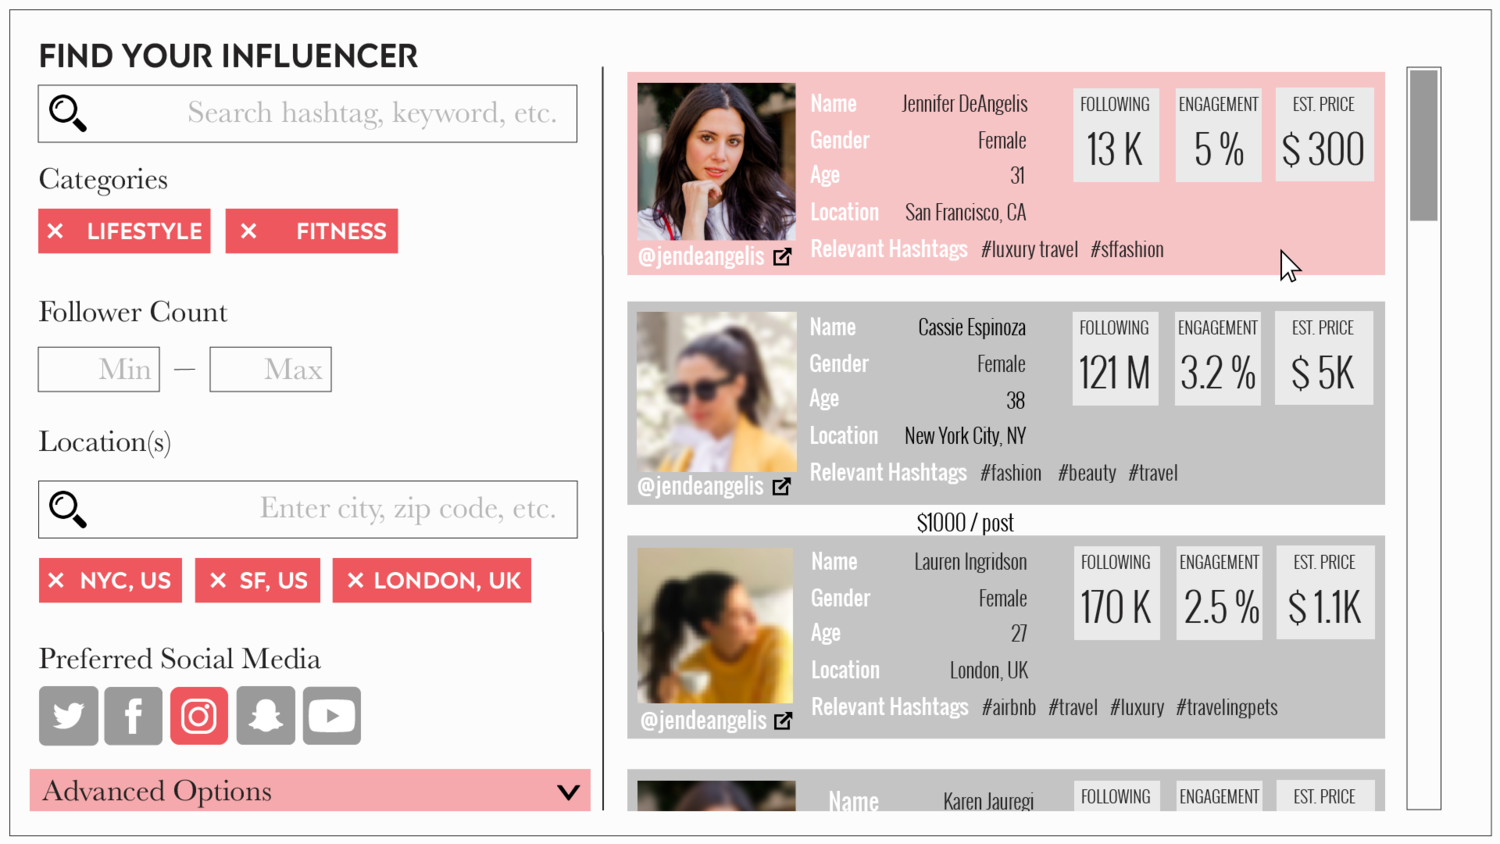 FIND YOUR INFLUENCER
Search hashtag, keyword, etc.
Categories
× LIFESTYLE
× FITNESS
Follower Count
Min — Max
Location(s)
Enter city, zip code, etc.
× NYC, US
× SF, US
× LONDON, UK
Preferred Social Media
Advanced Options
Name Jennifer DeAngelis
Gender Female
Age 31
Location San Francisco, CA
Relevant Hashtags #luxury travel #sffashion
@jendeangelis
FOLLOWING
13 K
ENGAGEMENT
5 %
EST. PRICE
$ 300
Name Cassie Espinoza
Gender Female
Age 38
Location New York City, NY
Relevant Hashtags #fashion #beauty #travel
@jendeangelis
FOLLOWING
121 M
ENGAGEMENT
3.2 %
EST. PRICE
$ 5K
$1000 / post
Name Lauren Ingridson
Gender Female
Age 27
Location London, UK
Relevant Hashtags #airbnb #travel #luxury #travelingpets
@jendeangelis
FOLLOWING
170 K
ENGAGEMENT
2.5 %
EST. PRICE
$ 1.1K
Name Karen Jauregi
FOLLOWING
ENGAGEMENT
EST. PRICE